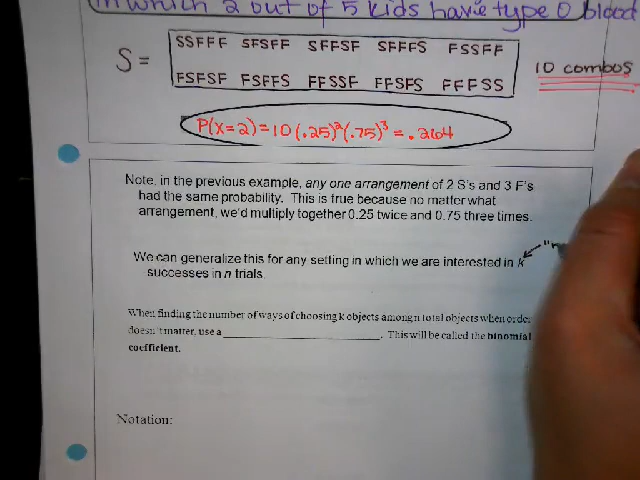 in which 2 out of 5 kids have type O blood
S =
SSFFF SFSFF SFFSF SFFFS FSSFF
FSFSF FSFFS FFSSF FFSFS FFFSS
10 combos
P(X=2) = 10 (.25)²(.75)³ = .264
Note, in the previous example, any one arrangement of 2 S's and 3 F's
had the same probability. This is true because no matter what
arrangement, we'd multiply together 0.25 twice and 0.75 three times.
We can generalize this for any setting in which we are interested in k
successes in n trials.
When finding the number of ways of choosing k objects among n total objects when order
doesn't matter, use a ____________________. This will be called the binomial
coefficient.
Notation: